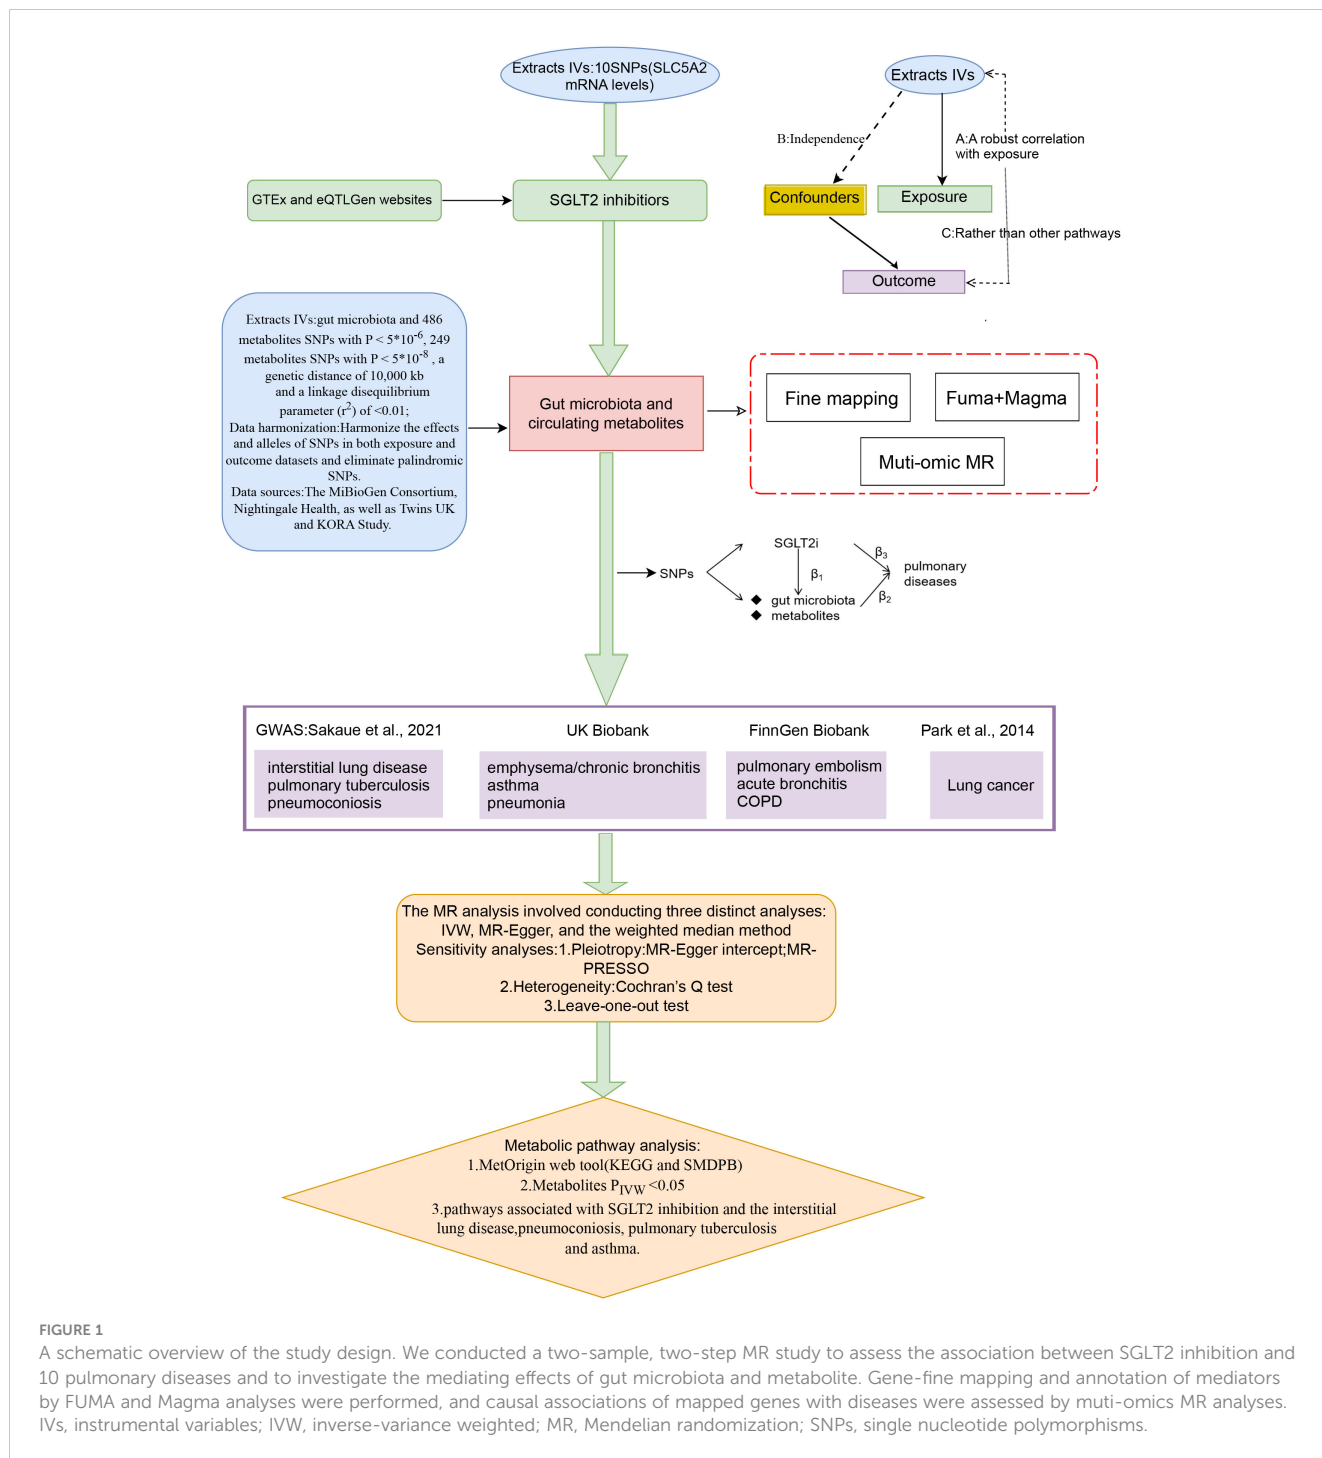 Extracts IVs:10SNPs(SLC5A2
mRNA levels)
GTEx and eQTLGen websites
SGLT2 inhibitiors
Extracts IVs
B:Independence
A:A robust correlation
with exposure
Confounders
Exposure
C:Rather than other pathways
Outcome
Extracts IVs:gut microbiota and 486
metabolites SNPs with P < 5*10-6, 249
metabolites SNPs with P < 5*10-8 , a
genetic distance of 10,000 kb
and a linkage disequilibrium
parameter (r2) of <0.01;
Data harmonization:Harmonize the effects
and alleles of SNPs in both exposure and
outcome datasets and eliminate palindromic
SNPs.
Data sources:The MiBioGen Consortium,
Nightingale Health, as well as Twins UK
and KORA Study.
Gut microbiota and
circulating metabolites
Fine mapping
Fuma+Magma
Muti-omic MR
SNPs
SGLT2i
β1
β3
β2
gut microbiota
metabolites
pulmonary
diseases
GWAS:Sakaue et al., 2021
interstitial lung disease
pulmonary tuberculosis
pneumoconiosis
UK Biobank
emphysema/chronic bronchitis
asthma
pneumonia
FinnGen Biobank
pulmonary embolism
acute bronchitis
COPD
Park et al., 2014
Lung cancer
The MR analysis involved conducting three distinct analyses:
IVW, MR-Egger, and the weighted median method
Sensitivity analyses:1.Pleiotropy:MR-Egger intercept;MR-
PRESSO
2.Heterogeneity:Cochran's Q test
3.Leave-one-out test
Metabolic pathway analysis:
1.MetOrigin web tool(KEGG and SMDPB)
2.Metabolites PIVW <0.05
3.pathways associated with SGLT2 inhibition and the interstitial
lung disease,pneumoconiosis, pulmonary tuberculosis
and asthma.
FIGURE 1
A schematic overview of the study design. We conducted a two-sample, two-step MR study to assess the association between SGLT2 inhibition and
10 pulmonary diseases and to investigate the mediating effects of gut microbiota and metabolite. Gene-fine mapping and annotation of mediators
by FUMA and Magma analyses were performed, and causal associations of mapped genes with diseases were assessed by muti-omics MR analyses.
IVs, instrumental variables; IVW, inverse-variance weighted; MR, Mendelian randomization; SNPs, single nucleotide polymorphisms.